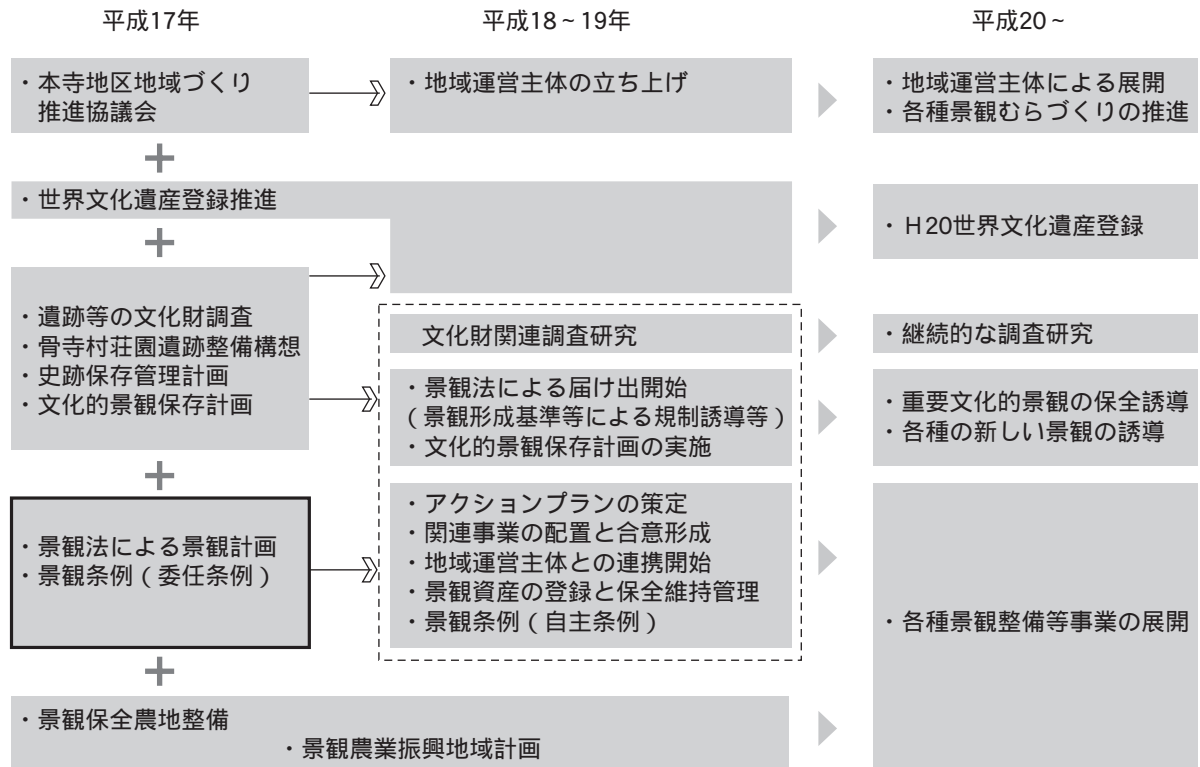 平成17年
平成18～19年
平成20～
・本寺地区地域づくり
推進協議会
・地域運営主体の立ち上げ
・地域運営主体による展開
・各種景観むらづくりの推進
＋
・世界文化遺産登録推進
・Ｈ20世界文化遺産登録
＋
・遺跡等の文化財調査
・骨寺村荘園遺跡整備構想
・史跡保存管理計画
・文化的景観保存計画
文化財関連調査研究
・継続的な調査研究
・景観法による届け出開始
（景観形成基準等による規制誘導等）
・文化的景観保存計画の実施
・重要文化的景観の保全誘導
・各種の新しい景観の誘導
＋
・景観法による景観計画
・景観条例（委任条例）
・アクションプランの策定
・関連事業の配置と合意形成
・地域運営主体との連携開始
・景観資産の登録と保全維持管理
・景観条例（自主条例）
・各種景観整備等事業の展開
＋
・景観保全農地整備
・景観農業振興地域計画